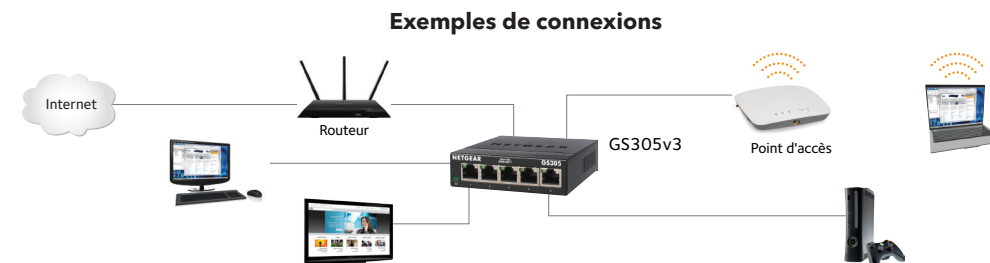 Exemples de connexions
Internet
Routeur
NETGEAR
GS305
GS305v3
Point d'accès